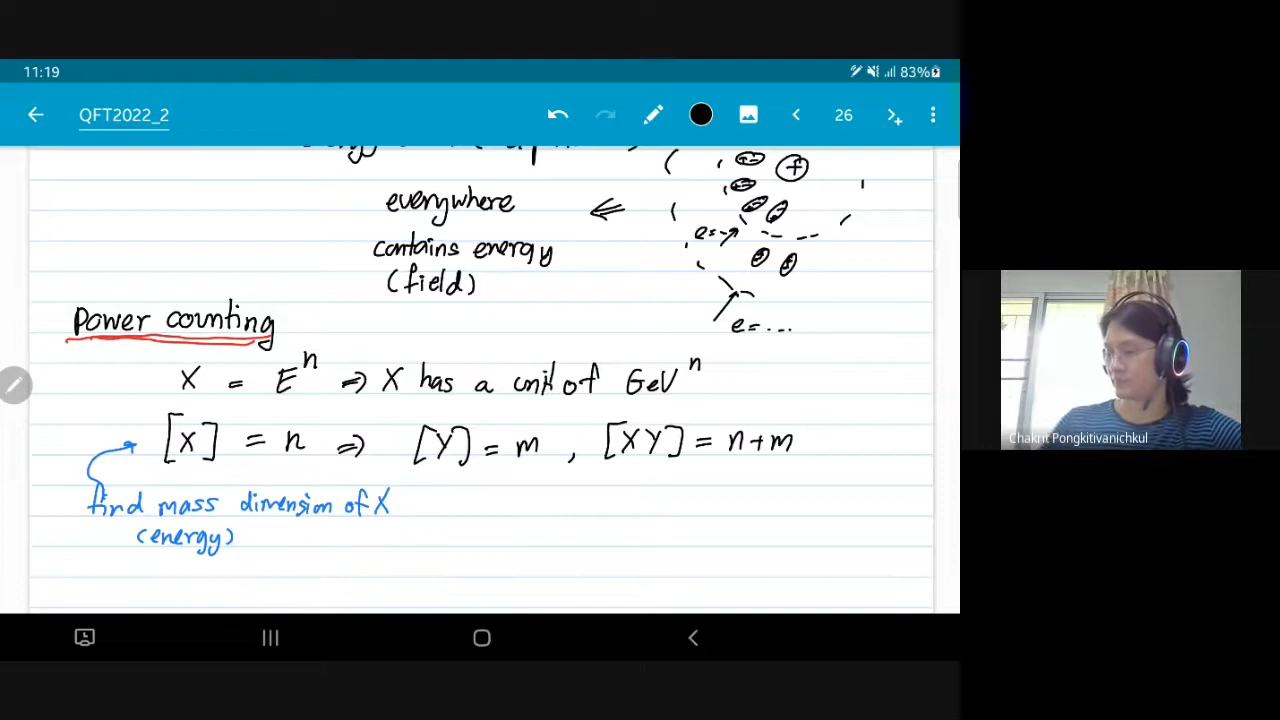 11:19
83%
QFT2022_2
26
everywhere
contains energy
(field)
e=--
e=...
Power counting
X = E^n ⇒ X has a unit of GeV^n
[X] = n ⇒ [Y] = m , [XY] = n+m
find mass dimension of X
(energy)
Chakrit Pongkitivanichkul